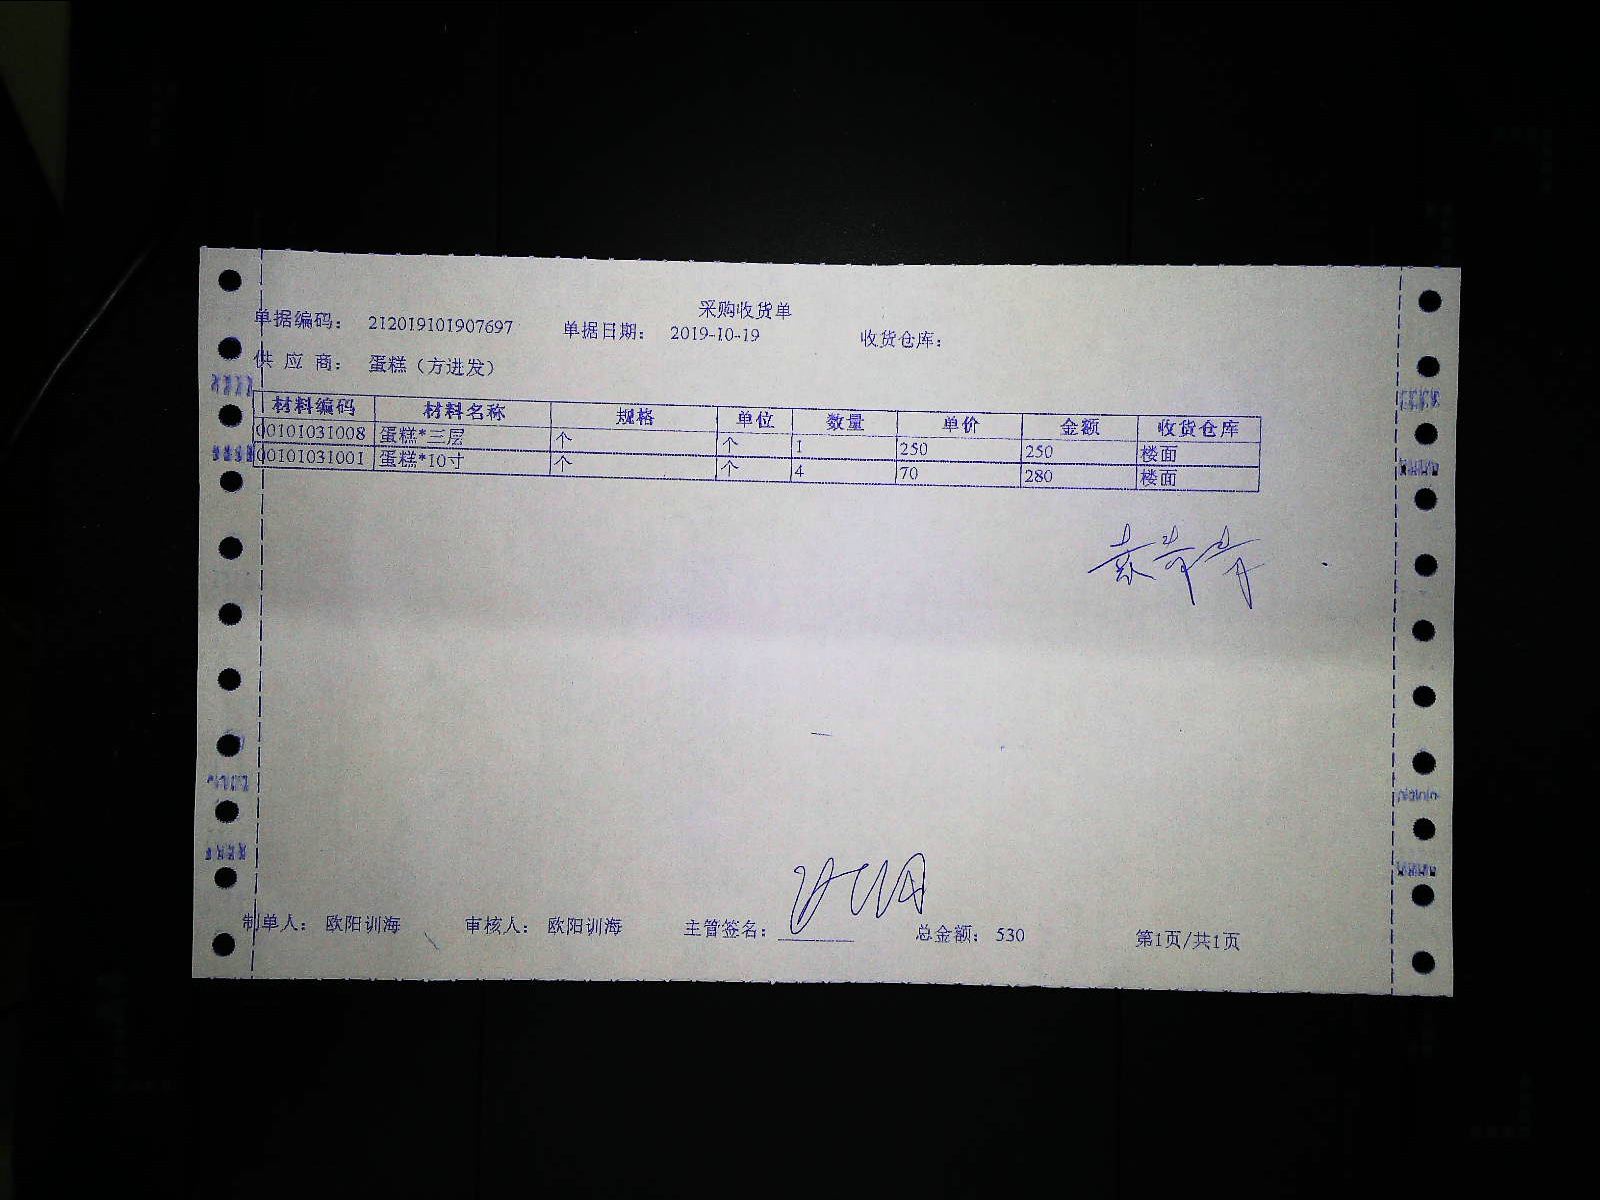 采购收货单
单据编码： 212019101907697 单据日期： 2019-10-19 收货仓库：
供 应 商： 蛋糕（方进发）
材料编码 材料名称 规格 单位 数量 单价 金额 收货仓库
00101031008 蛋糕*三层 个 个 1 250 250 楼面
00101031001 蛋糕*10寸 个 个 4 70 280 楼面
制单人： 欧阳训海 审核人： 欧阳训海 主管签名： 总金额： 530 第1页/共1页